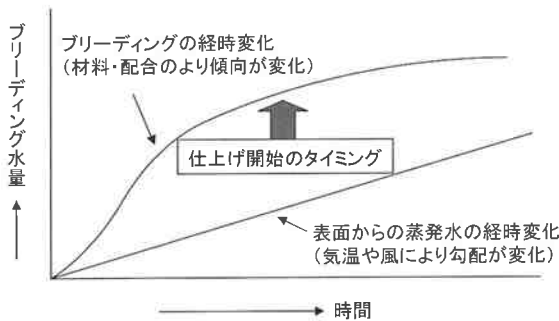 ブリーディング水量
ブリーディングの経時変化
(材料・配合のより傾向が変化)
仕上げ開始のタイミング
表面からの蒸発水の経時変化
(気温や風により勾配が変化)
時間